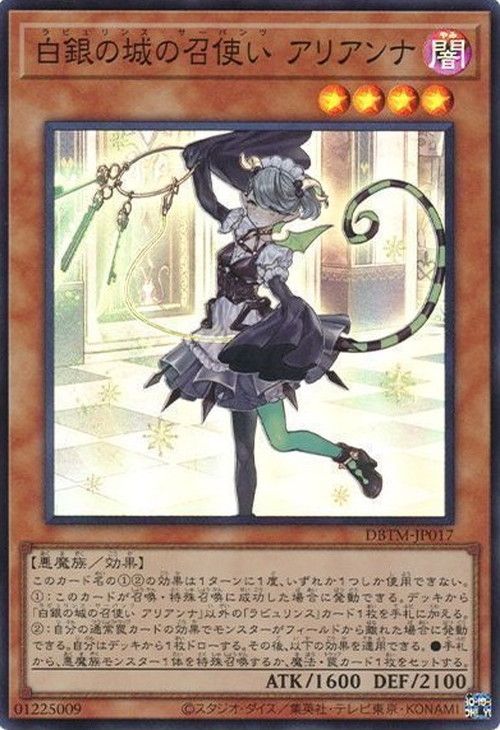 ラビュリンス サーバンツ
白銀の城の召使い アリアンナ
やみ
闇
DBTM-JP017
【悪魔族／効果】
このカード名の①②の効果は1ターンに1度、いずれか1つしか使用できない。
①：このカードが召喚・特殊召喚に成功した場合に発動できる。デッキから
「白銀の城の召使い アリアンナ」以外の「ラビュリンス」カード1枚を手札に加える。
②：自分の通常罠カードの効果でモンスターがフィールドから離れた場合に発動
できる。自分はデッキから1枚ドローする。その後、以下の効果を適用できる。●手札
から、悪魔族モンスター1体を特殊召喚するか、魔法・罠カード1枚をセットする。
ATK/1600 DEF/2100
01225009
©スタジオ・ダイス／集英社・テレビ東京・KONAMI